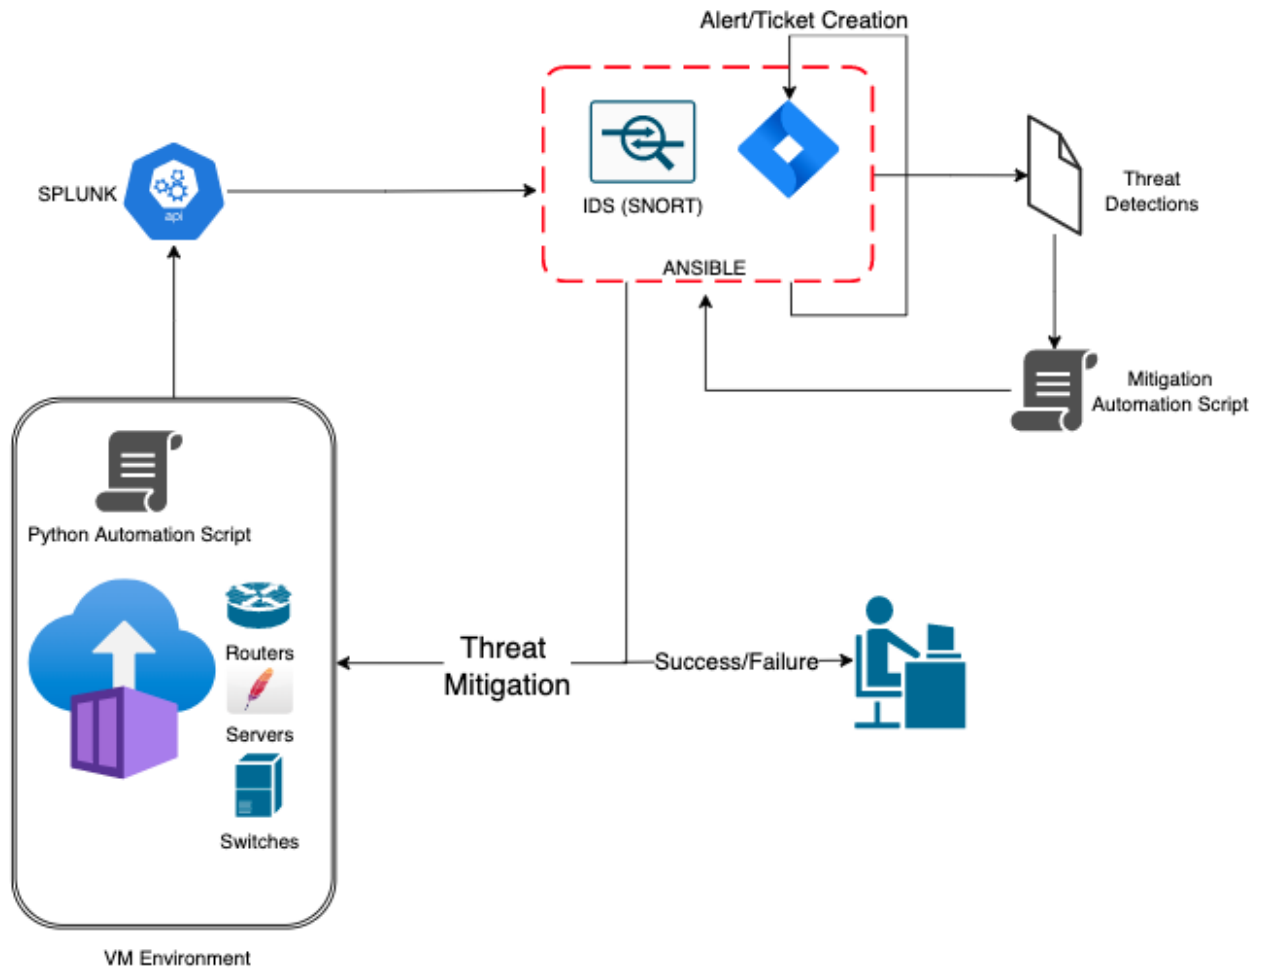 Alert/Ticket Creation
SPLUNK
api
IDS (SNORT)
ANSIBLE
Threat
Detections
Mitigation
Automation Script
Python Automation Script
Routers
Servers
Switches
Threat
Mitigation
Success/Failure
VM Environment